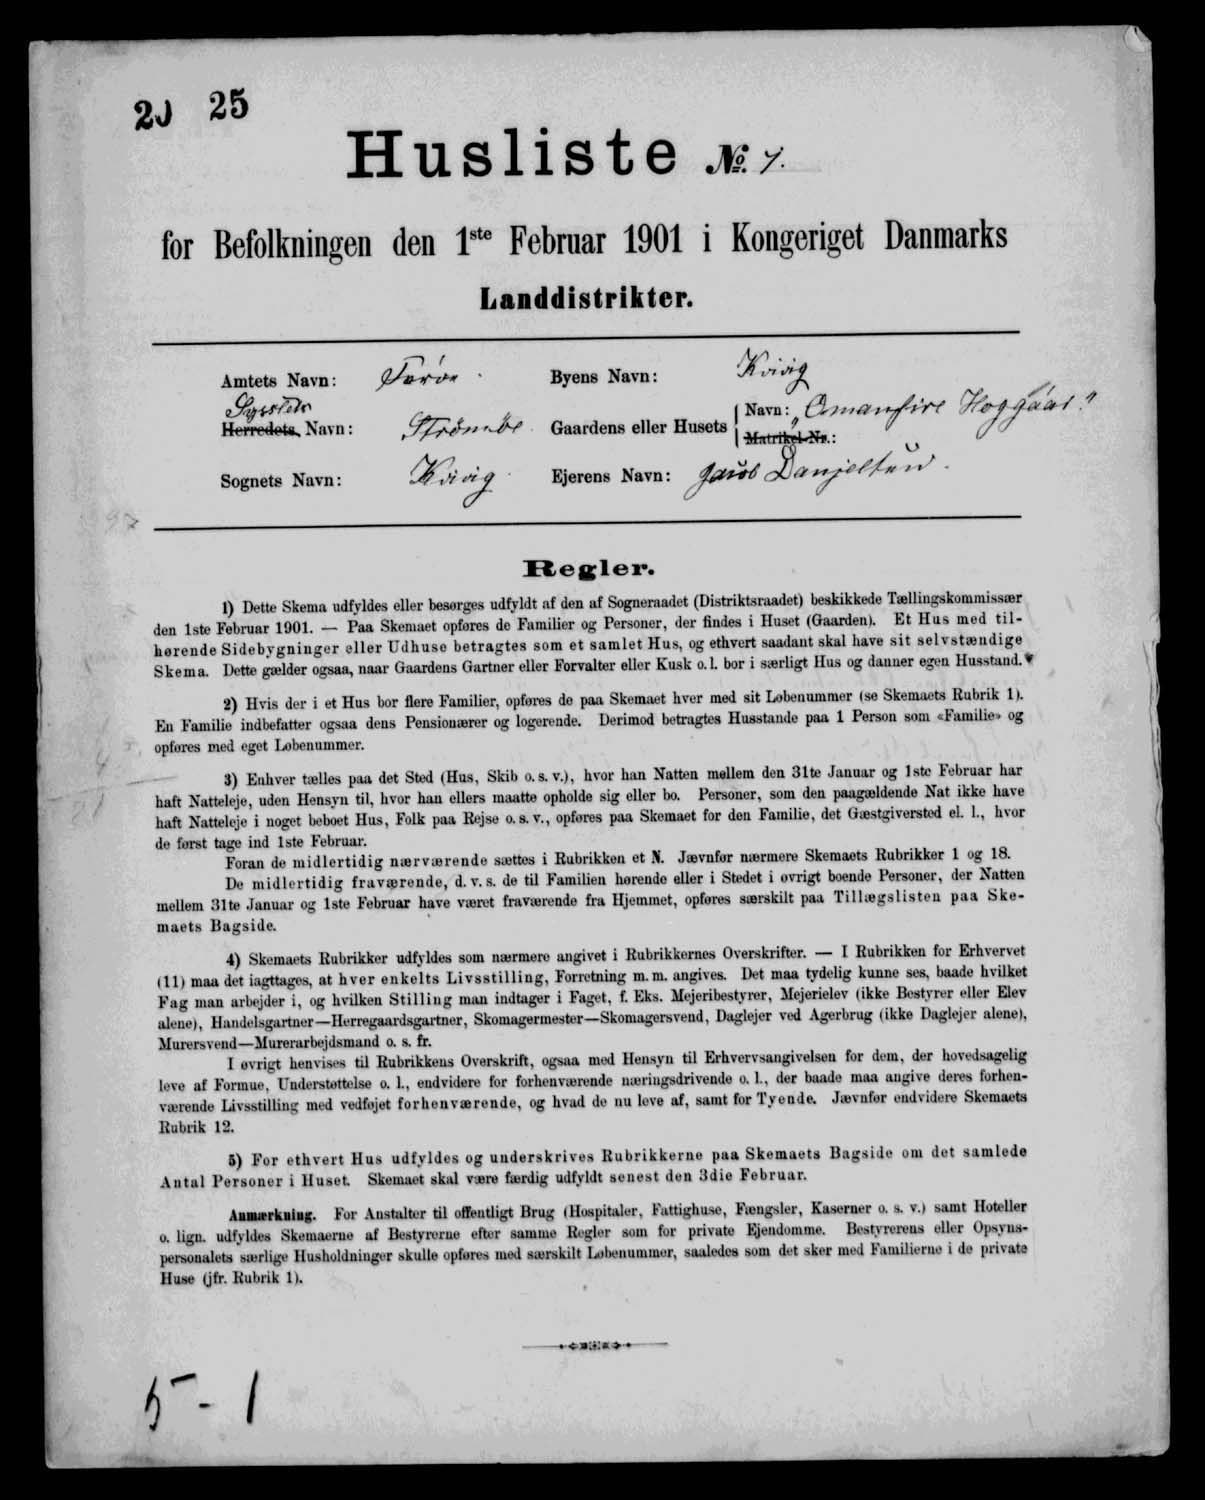 25
Husliste №.
for Befolkningen den 1ste Februar 1901 i Kongeriget Danmarks
Landdistrikter.
Amtets Navn: Færøe. Byens Navn: Kvivig
Sysslets
Herredets Navn: Strømøe. Gaardens eller Husets Navn: „Omanfire Hoggáar."
Matrikel-Nr.:
Sognets Navn: Kvivig. Ejerens Navn: Danjelsen.
Regler.
1) Dette Skema udfyldes eller besørges udfyldt af den af Sogneraadet (Distriktsraadet) beskikkede Tællingskommissær
den 1ste Februar 1901. — Paa Skemaet opføres de Familier og Personer, der findes i Huset (Gaarden). Et Hus med til-
hørende Sidebygninger eller Udhuse betragtes som et samlet Hus, og ethvert saadant skal have sit selvstændige
Skema. Dette gælder ogsaa, naar Gaardens Gartner eller Forvalter eller Kusk o. l. bor i særligt Hus og danner egen Husstand.
2) Hvis der i et Hus bor flere Familier, opføres de paa Skemaet hver med sit Løbenummer (se Skemaets Rubrik 1).
En Familie indbefatter ogsaa dens Pensionærer og logerende. Derimod betragtes Husstande paa 1 Person som «Familie» og
opføres med eget Løbenummer.
3) Enhver tælles paa det Sted (Hus, Skib o. s. v.), hvor han Natten mellem den 31te Januar og 1ste Februar har
haft Natteleje, uden Hensyn til, hvor han ellers maatte opholde sig eller bo. Personer, som den paagældende Nat ikke have
haft Natteleje i noget beboet Hus, Folk paa Rejse o. s. v., opføres paa Skemaet for den Familie, det Gæstgiversted el. l., hvor
de først tage ind 1ste Februar.
Foran de midlertidig nærværende sættes i Rubrikken et N. Jævnfør nærmere Skemaets Rubrikker 1 og 18.
De midlertidig fraværende, d. v. s. de til Familien hørende eller i Stedet i øvrigt boende Personer, der Natten
mellem 31te Januar og 1ste Februar have været fraværende fra Hjemmet, opføres særskilt paa Tillægslisten paa Ske-
maets Bagside.
4) Skemaets Rubrikker udfyldes som nærmere angivet i Rubrikkernes Overskrifter. — I Rubrikken for Erhvervet
(11) maa det iagttages, at hver enkelts Livsstilling, Forretning m. m. angives. Det maa tydelig kunne ses, baade hvilket
Fag man arbejder i, og hvilken Stilling man indtager i Faget, f. Eks. Mejeribestyrer, Mejerielev (ikke Bestyrer eller Elev
alene), Handelsgartner—Herregaardsgartner, Skomagermester—Skomagersvend, Daglejer ved Agerbrug (ikke Daglejer alene),
Murersvend—Murerarbejdsmand o. s. fr.
I øvrigt henvises til Rubrikkens Overskrift, ogsaa med Hensyn til Erhvervsangivelsen for dem, der hovedsagelig
leve af Formue, Understøttelse o. l., endvidere for forhenværende næringsdrivende o. l., der baade maa angive deres forhen-
værende Livsstilling med vedføjet forhenværende, og hvad de nu leve af, samt for Tyende. Jævnfør endvidere Skemaets
Rubrik 12.
5) For ethvert Hus udfyldes og underskrives Rubrikkerne paa Skemaets Bagside om det samlede
Antal Personer i Huset. Skemaet skal være færdig udfyldt senest den 3die Februar.
Anmærkning. For Anstalter til offentligt Brug (Hospitaler, Fattighuse, Fængsler, Kaserner o. s. v.) samt Hoteller
o. lign. udfyldes Skemaerne af Bestyrerne efter samme Regler som for private Ejendomme. Bestyrerens eller Opsyns-
personalets særlige Husholdninger skulle opføres med særskilt Løbenummer, saaledes som det sker med Familierne i de private
Huse (jfr. Rubrik 1).
5 - 1